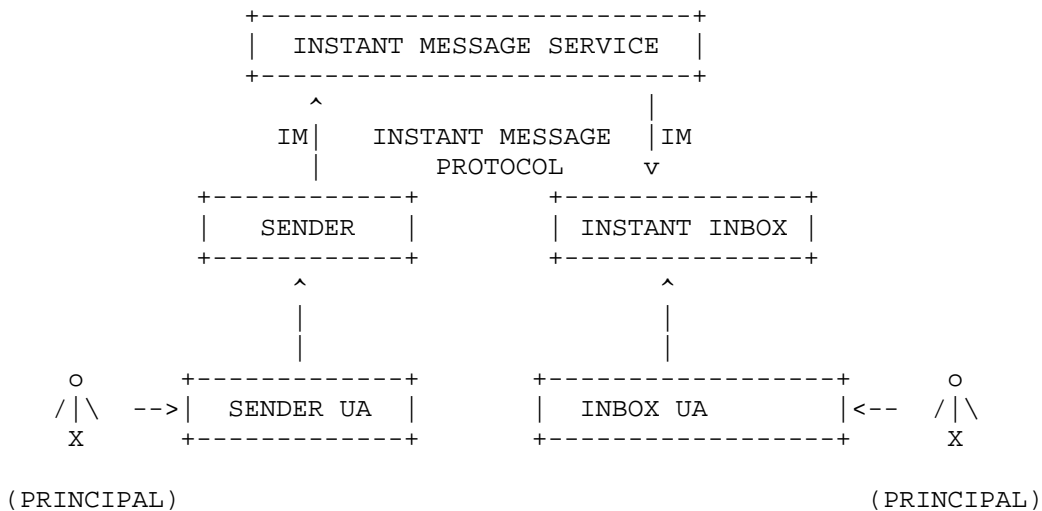 INSTANT MESSAGE SERVICE
IM INSTANT MESSAGE IM
PROTOCOL v
SENDER INSTANT INBOX
o o
SENDER UA INBOX UA
X X
(PRINCIPAL) (PRINCIPAL)